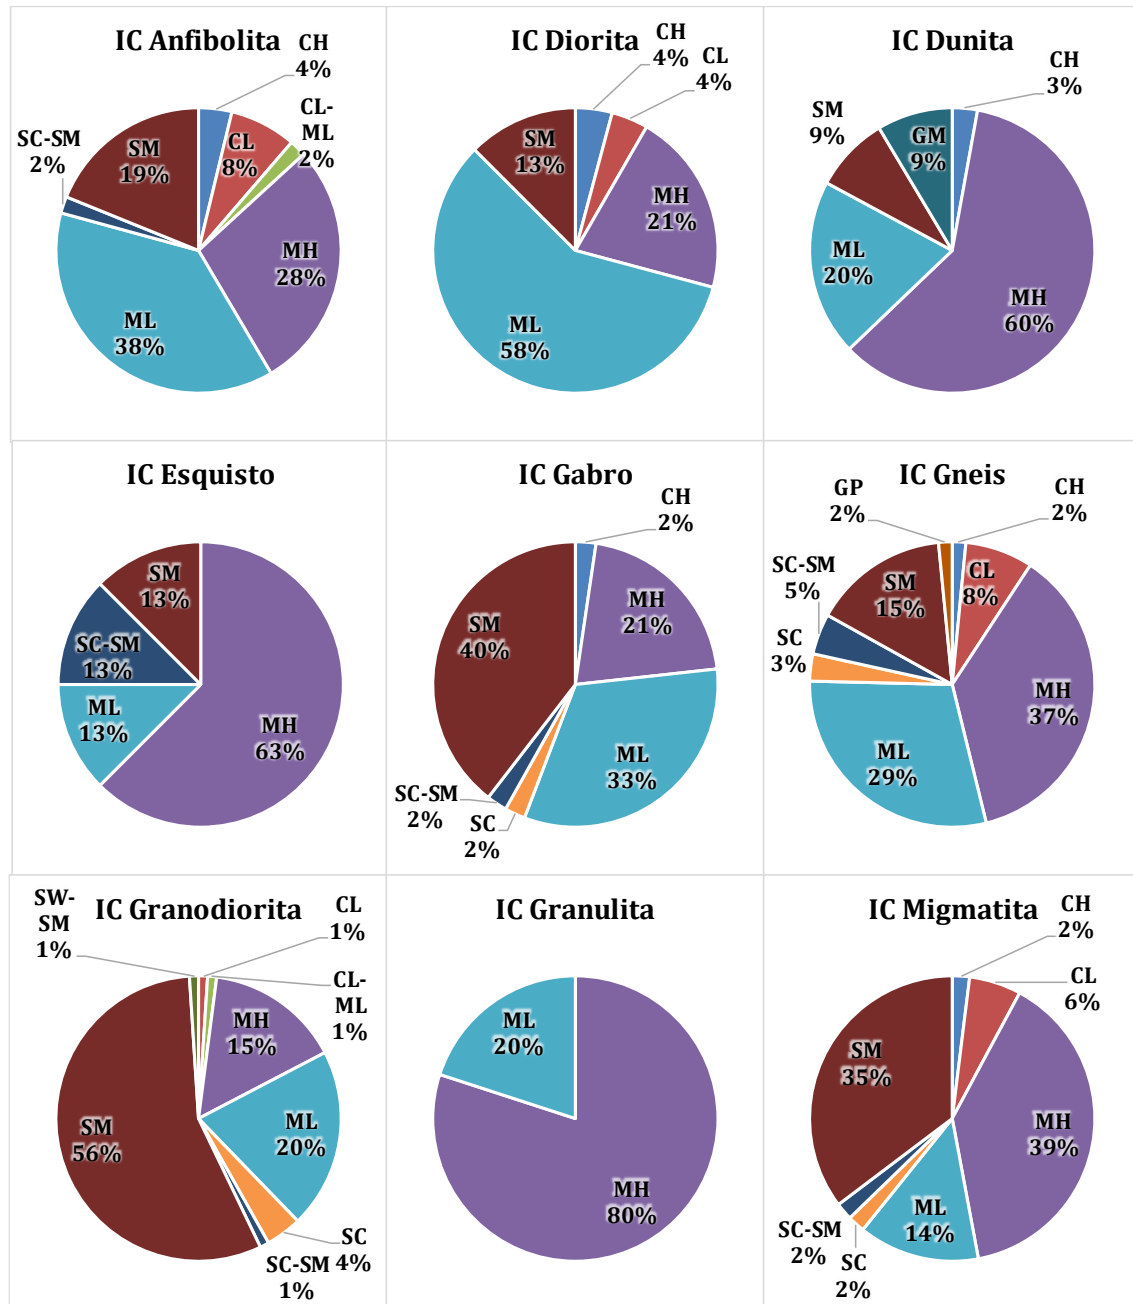 IC Anfibolita
CH
4%
CL
8%
CL-
ML
2%
MH
28%
ML
38%
SC-SM
2%
SM
19%
IC Diorita
CH
4%
CL
4%
MH
21%
ML
58%
SM
13%
IC Dunita
CH
3%
MH
60%
ML
20%
SM
9%
GM
9%
IC Esquisto
MH
63%
ML
13%
SC-SM
13%
SM
13%
IC Gabro
CH
2%
MH
21%
ML
33%
SC
2%
SC-SM
2%
SM
40%
IC Gneis
CH
2%
CL
8%
MH
37%
ML
29%
SC
3%
SC-SM
5%
SM
15%
GP
2%
IC Granodiorita
CL
1%
CL-
ML
1%
MH
15%
ML
20%
SC
4%
SC-SM
1%
SM
56%
SW-
SM
1%
IC Granulita
MH
80%
ML
20%
IC Migmatita
CH
2%
CL
6%
MH
39%
ML
14%
SC
2%
SC-SM
2%
SM
35%